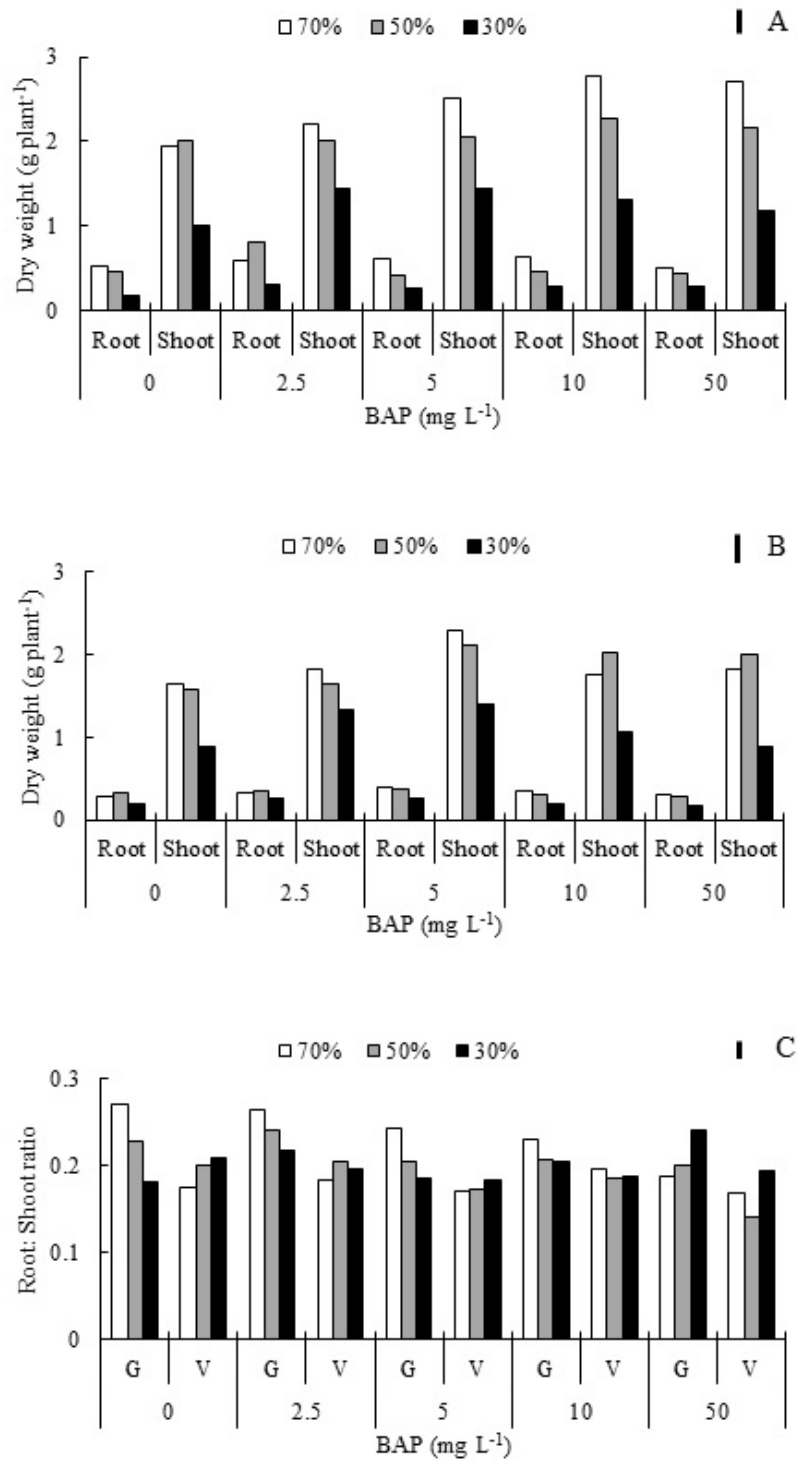 70% 50% 30% A
Dry weight (g plant⁻¹)
3
2
1
0
Root Shoot Root Shoot Root Shoot Root Shoot Root Shoot
0 2.5 5 10 50
BAP (mg L⁻¹)
70% 50% 30% B
Dry weight (g plant⁻¹)
3
2
1
0
Root Shoot Root Shoot Root Shoot Root Shoot Root Shoot
0 2.5 5 10 50
BAP (mg L⁻¹)
70% 50% 30% C
Root: Shoot ratio
0.3
0.2
0.1
0
G V G V G V G V G V
0 2.5 5 10 50
BAP (mg L⁻¹)